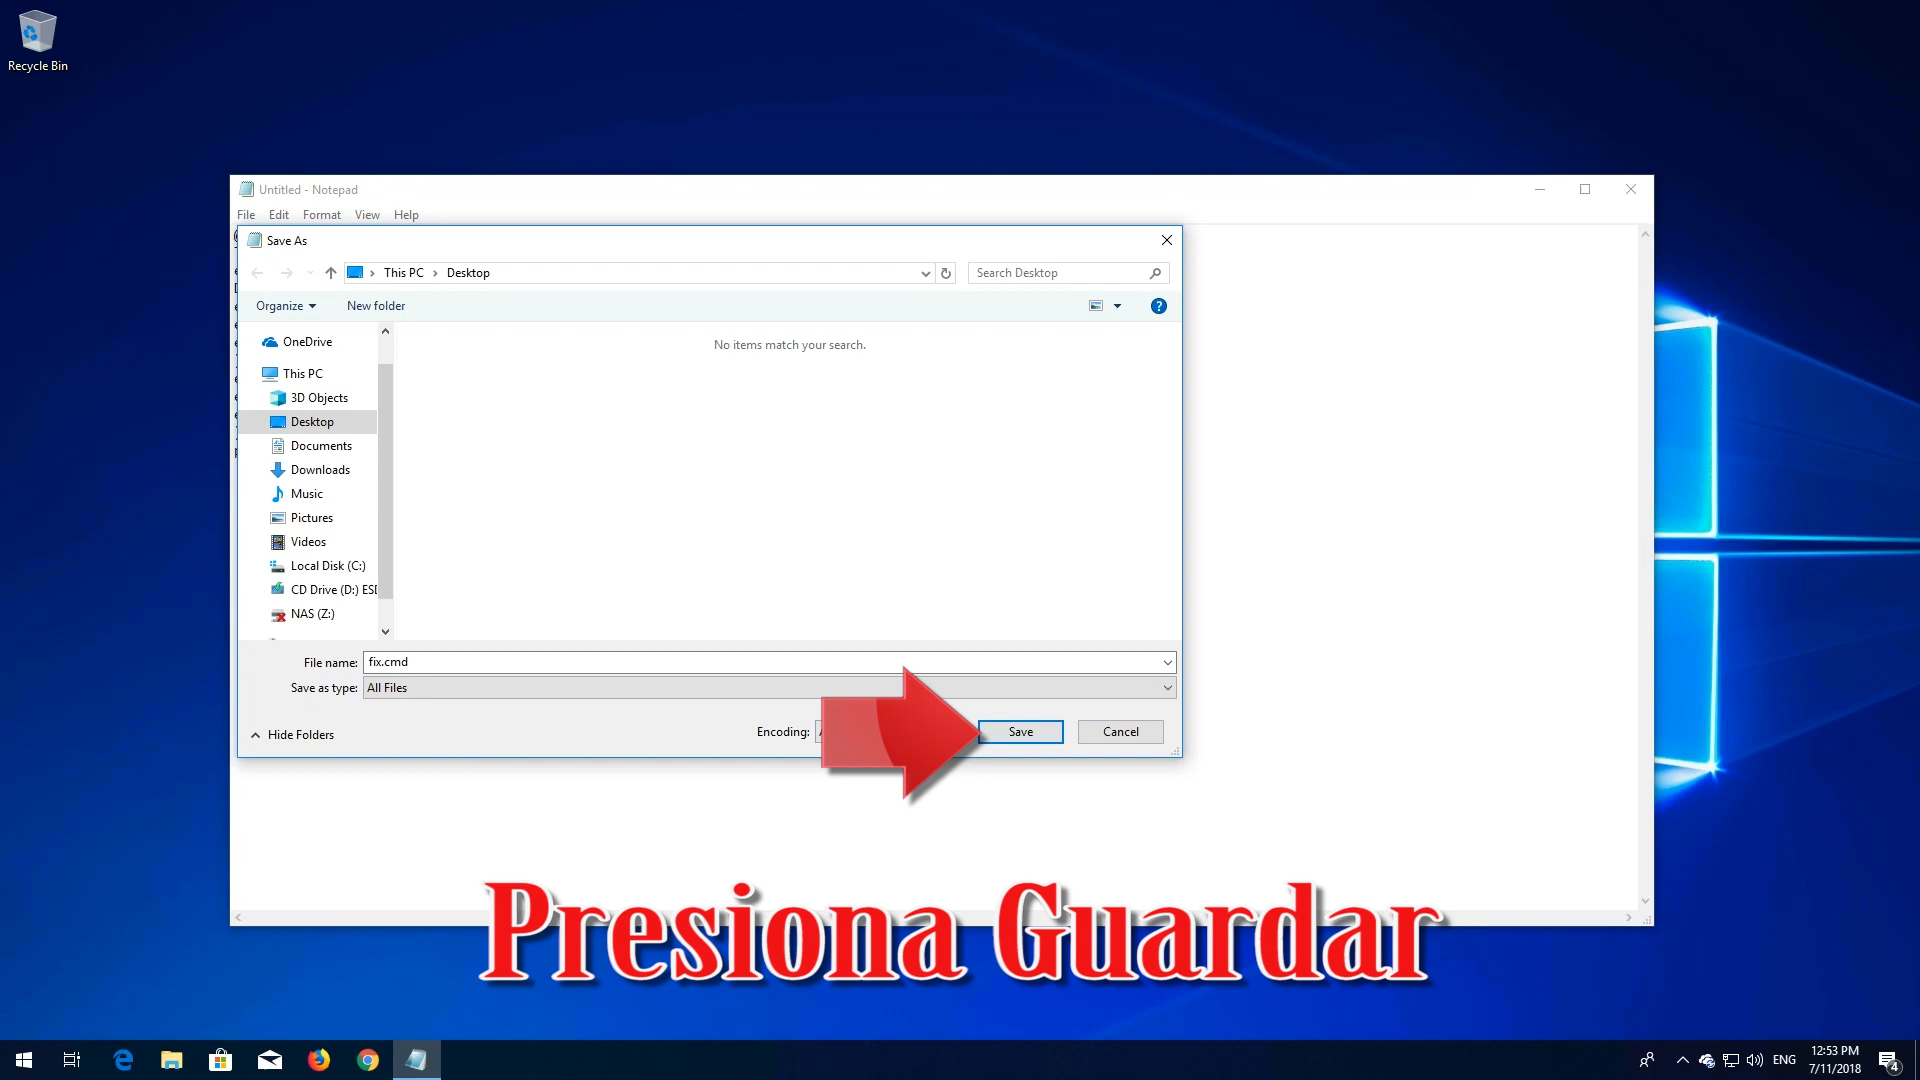 Recycle Bin
Untitled - Notepad
File Edit Format View Help
Save As
This PC Desktop
Search Desktop
Organize New folder
OneDrive
This PC
3D Objects
Desktop
Documents
Downloads
Music
Pictures
Videos
Local Disk (C:)
CD Drive (D:) ESD
NAS (Z:)
No items match your search.
File name: fix.cmd
Save as type: All Files
Hide Folders
Encoding:
Save
Cancel
Presiona Guardar
ENG
12:53 PM
7/11/2018
4